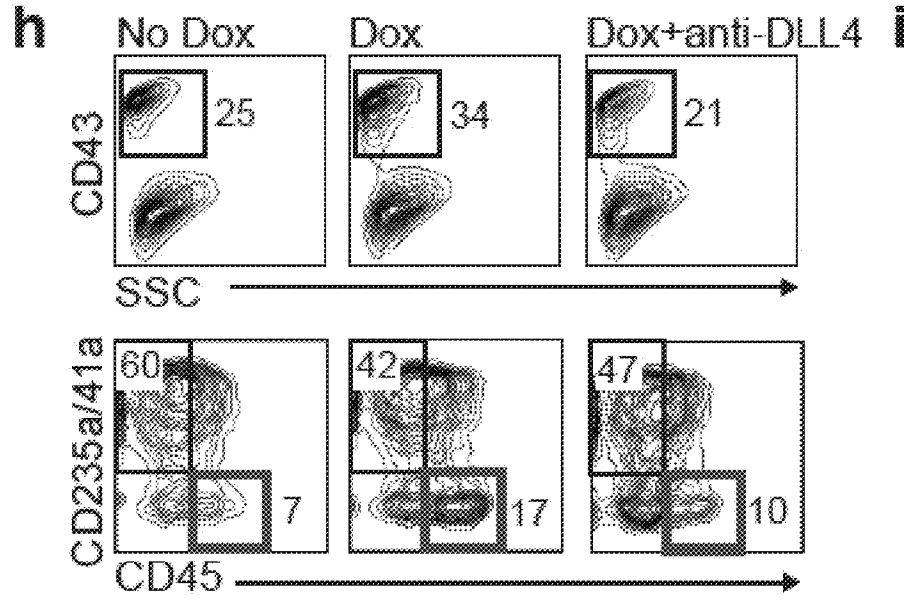 h
No Dox Dox Dox+anti-DLL4
i
CD43
25 34 21
SSC
CD235a/41a
60 42 47
7 17 10
CD45